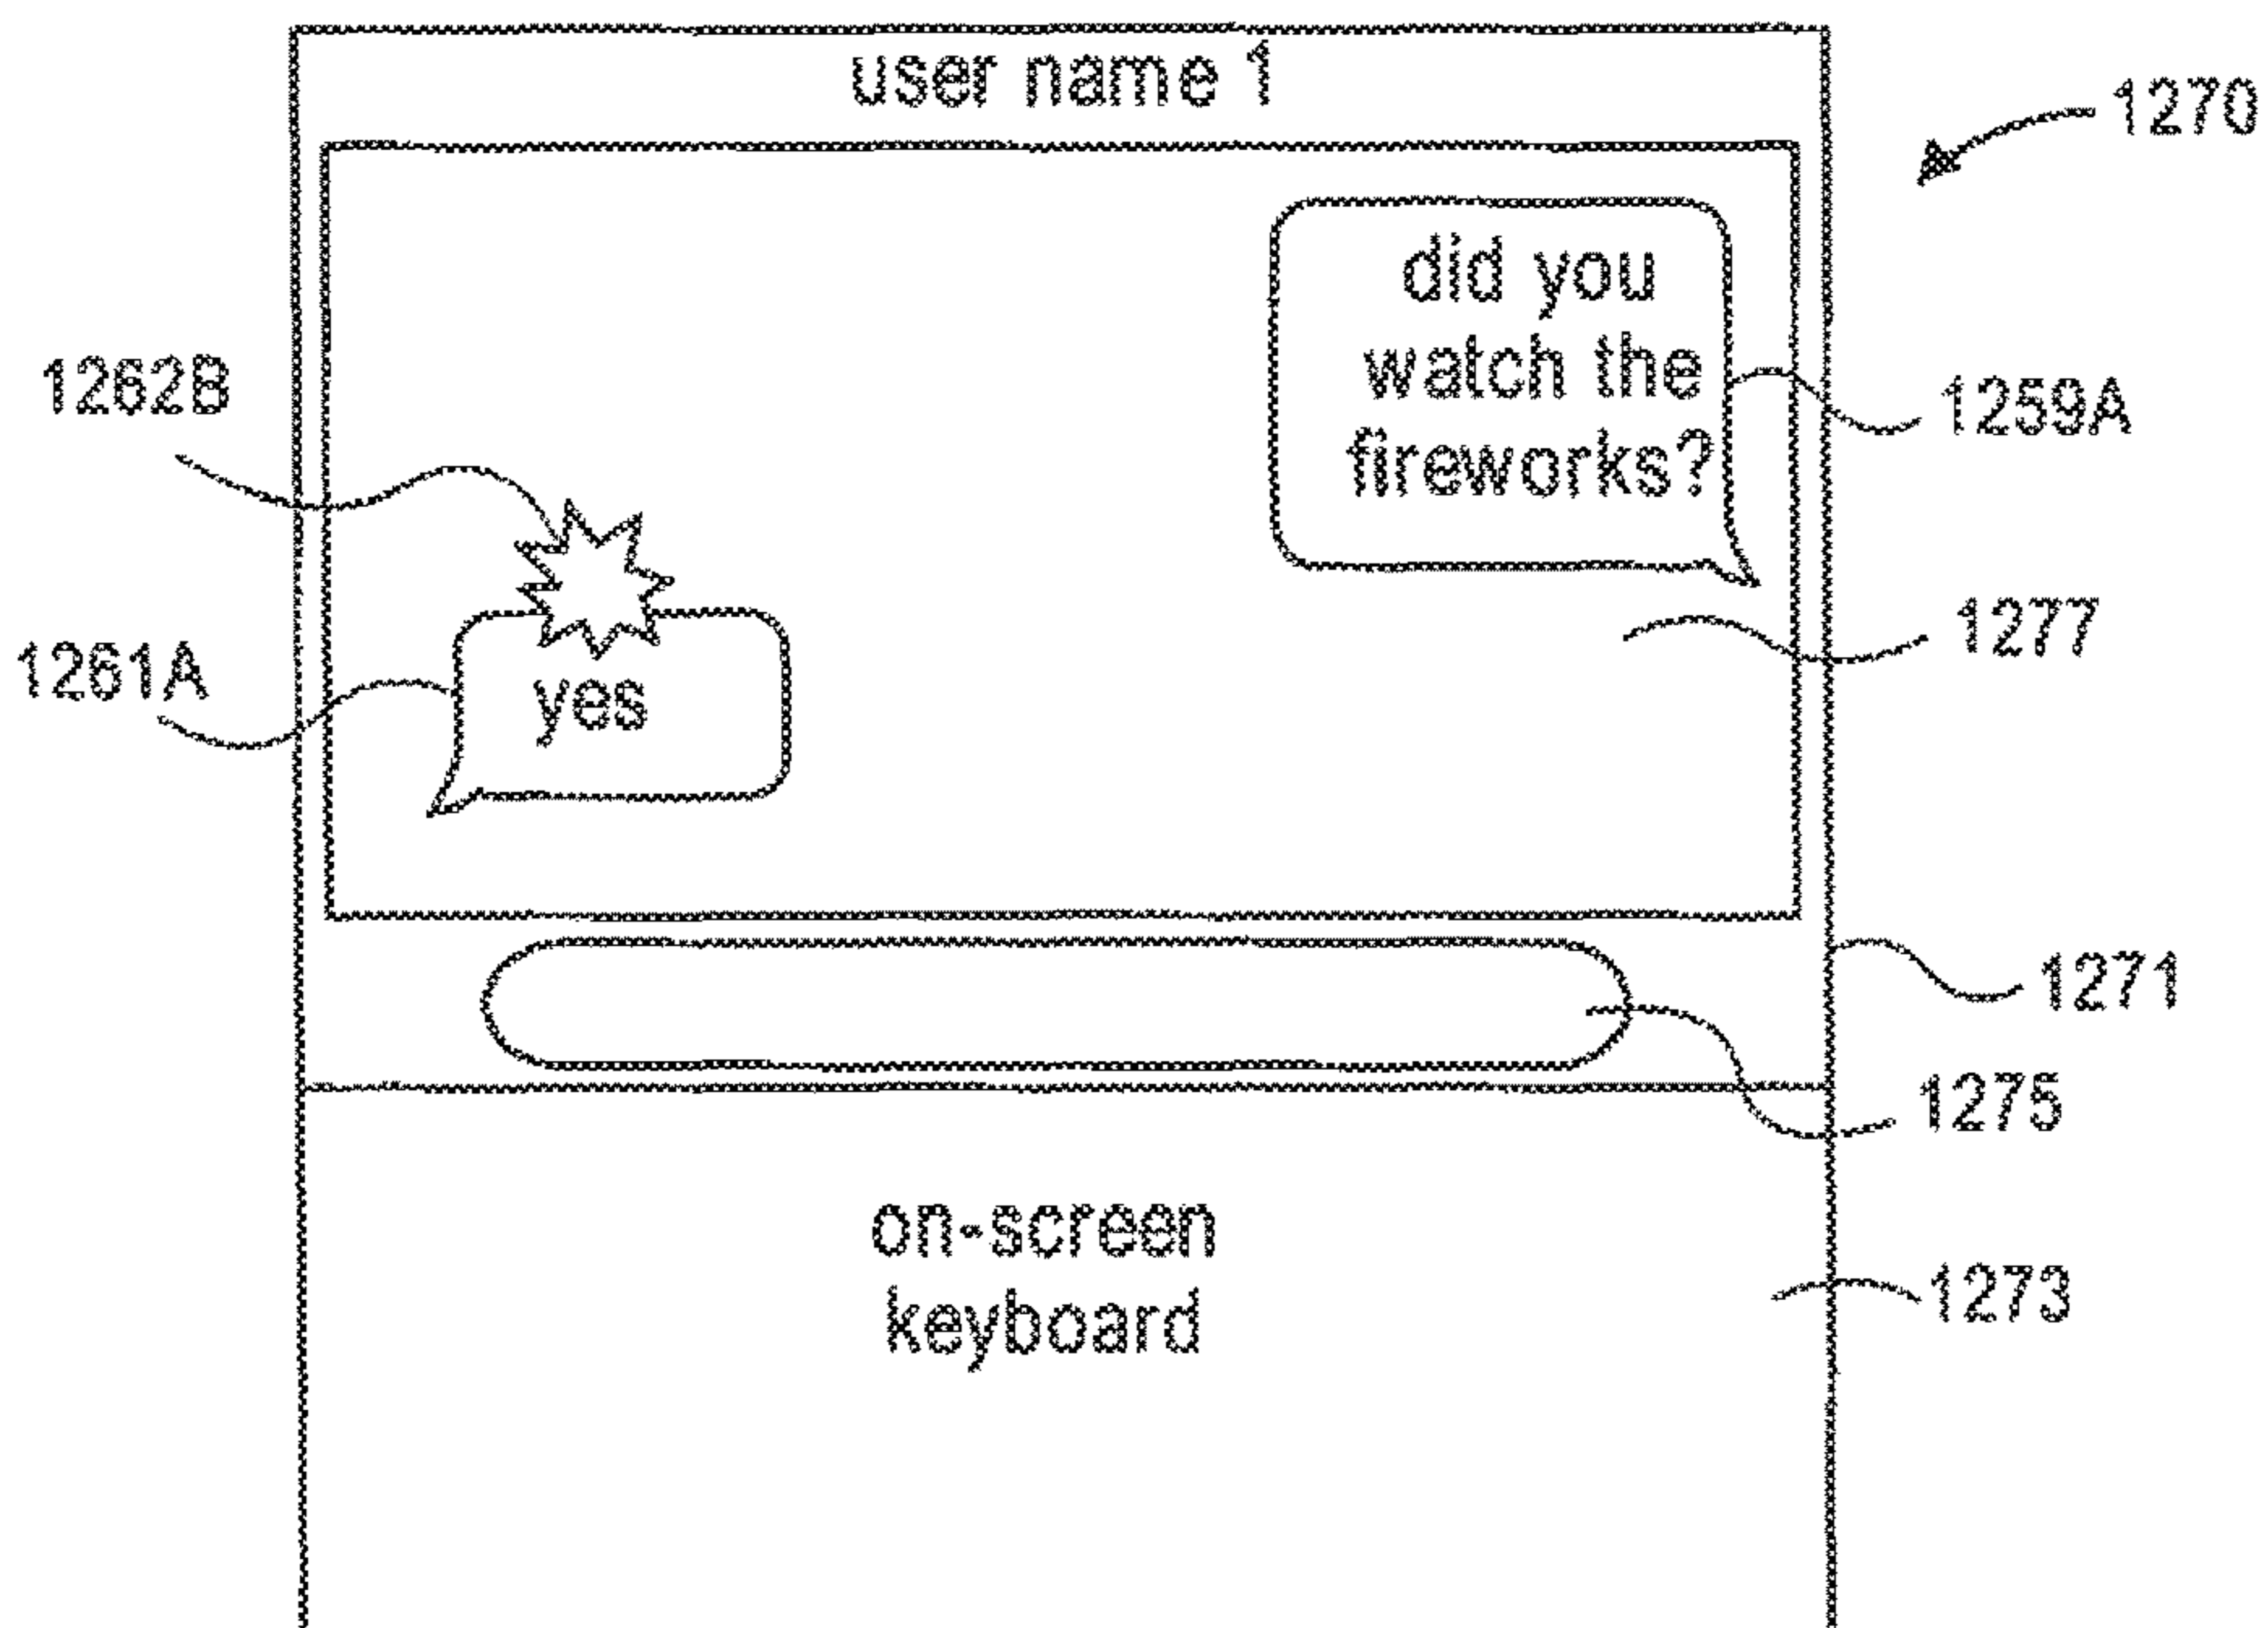 user name 1
1270
did you
watch the
fireworks?
1262B
1259A
1277
1261A
yes
1271
1275
on-screen
keyboard
1273